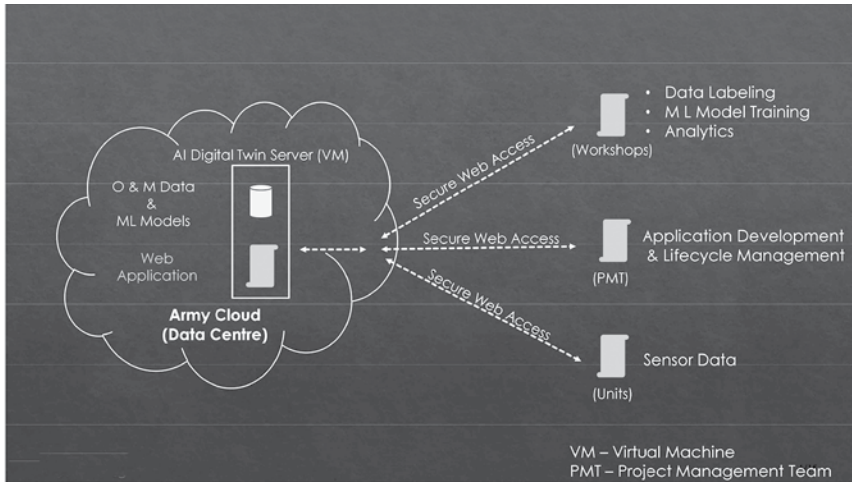 AI Digital Twin Server (VM)
O & M Data
&
ML Models
Web
Application
Army Cloud
(Data Centre)
Secure Web Access
(Workshops)
• Data Labeling
• M L Model Training
• Analytics
Secure Web Access
(PMT)
Application Development
& Lifecycle Management
Secure Web Access
(Units)
Sensor Data
VM – Virtual Machine
PMT – Project Management Team